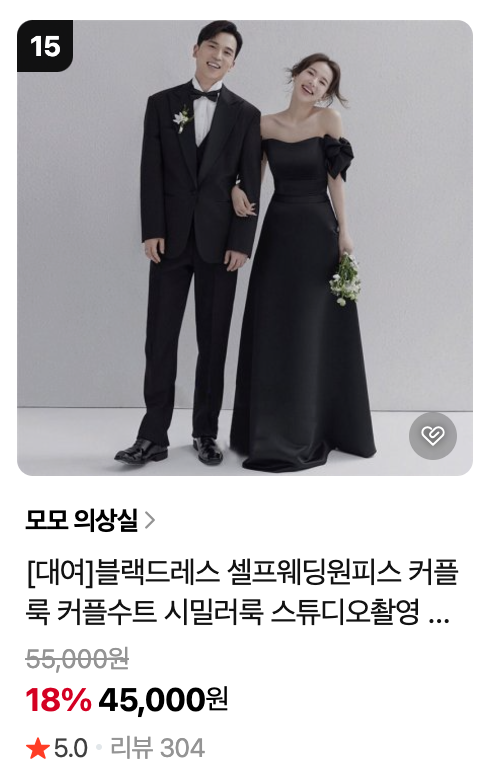 15
모모 의상실
[대여]블랙드레스 셀프웨딩원피스 커플
룩 커플수트 시밀러룩 스튜디오촬영 ...
55,000원
18% 45,000원
5.0 리뷰 304